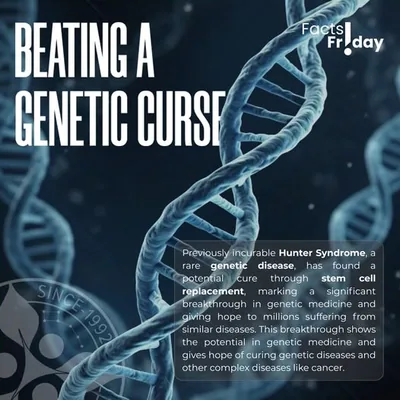 Facts!
Fr!day
BEATING A
GENETIC CURSE
Previously incurable Hunter Syndrome, a
rare genetic disease, has found a
potential cure through stem cell
replacement, marking a significant
breakthrough in genetic medicine and
giving hope to millions suffering from
similar diseases. This breakthrough shows
the potential in genetic medicine and
gives hope of curing genetic diseases and
other complex diseases like cancer.
SINCE 1992